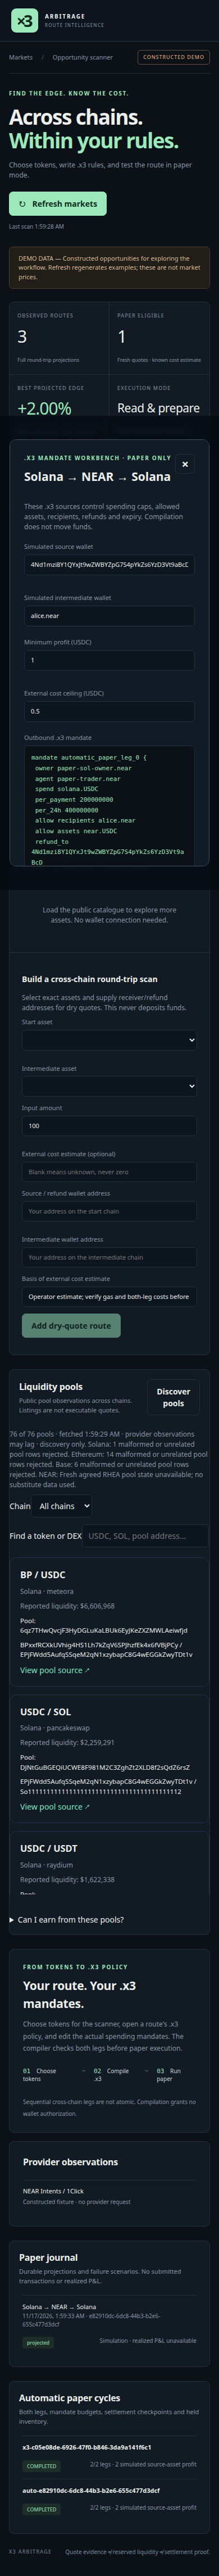 x3
ARBITRAGE
ROUTE INTELLIGENCE
Markets / Opportunity scanner
CONSTRUCTED DEMO
FIND THE EDGE. KNOW THE COST.
Across chains.
Within your rules.
Choose tokens, write .x3 rules, and test the route in paper
mode.
↻ Refresh markets
Last scan 1:59:28 AM
DEMO DATA — Constructed opportunities for exploring the
workflow. Refresh regenerates examples; these are not market
prices.
OBSERVED ROUTES
3
Full round-trip projections
PAPER ELIGIBLE
1
Fresh quotes · known cost estimate
BEST PROJECTED EDGE
+2.00%
EXECUTION MODE
Read & prepare
.X3 MANDATE WORKBENCH · PAPER ONLY
Solana → NEAR → Solana
×
These .x3 sources control spending caps, allowed
assets, recipients, refunds and expiry. Compilation
does not move funds.
Simulated source wallet
Simulated intermediate wallet
alice.near
Minimum profit (USDC)
1
External cost ceiling (USDC)
0.5
Outbound .x3 mandate
mandate automatic_paper_leg_0 {
owner paper-sol-owner.near
agent paper-trader.near
spend solana.USDC
per_payment 200000000
per_24h 400000000
allow recipients alice.near
allow assets near.USDC
refund_to
Load the public catalogue to explore more
assets. No wallet connection needed.
Build a cross-chain round-trip scan
Select exact assets and supply receiver/refund
addresses for dry quotes. This never deposits funds.
Start asset
Intermediate asset
Input amount
100
External cost estimate (optional)
Blank means unknown, never zero
Source / refund wallet address
Your address on the start chain
Intermediate wallet address
Your address on the intermediate chain
Basis of external cost estimate
Operator estimate; verify gas and both-leg costs before
Add dry-quote route
Liquidity pools
Public pool observations across chains.
Listings are not executable quotes.
Discover
pools
76 of 76 pools · fetched 1:59:29 AM · provider observations
may lag · discovery only. Solana: 1 malformed or unrelated
pool rows rejected. Ethereum: 14 malformed or unrelated pool
rows rejected. Base: 6 malformed or unrelated pool rows
rejected. NEAR: Fresh agreed RHEA pool state unavailable; no
substitute data used.
Chain All chains
Find a token or DEX USDC, SOL, pool address...
BP / USDC
Solana · meteora
Reported liquidity: $6,606,968
Pool:
View pool source ↗
USDC / SOL
Solana · pancakeswap
Reported liquidity: $2,259,291
Pool:
View pool source ↗
USDC / USDT
Solana · raydium
Reported liquidity: $1,622,338
▶ Can I earn from these pools?
FROM TOKENS TO .X3 POLICY
Your route. Your .x3
mandates.
Choose tokens for the scanner, open a route's .x3
policy, and edit the actual signed mandates. The
compiler checks both legs before paper execution.
01 Choose tokens → 02 Compile .x3 → 03 Run paper
Sequential cross-chain legs are not atomic. Compilation grants no
wallet authorization.
Provider observations
NEAR Intents / 1Click
Constructed fixture · no provider request
Paper journal
Durable projections and failure scenarios. No submitted
transactions or realized P&L.
Solana → NEAR → Solana
11/17/2026, 1:59:33 AM · e82910dc-6dc8-44b3-b2e6-
655c477d3dcf
projected
Simulation · realized P&L unavailable
Automatic paper cycles
Both legs, mandate budgets, settlement checkpoints and held
inventory.
x3-c05e08de-6926-47f0-b846-3da9a141f6c1
COMPLETED
2/2 legs · 2 simulated source-asset profit
auto-e82910dc-6dc8-44b3-b2e6-655c477d3dcf
COMPLETED
2/2 legs · 2 simulated source-asset profit
X3 ARBITRAGE
Quote evidence ≠ reserved liquidity ≠ settlement proof.